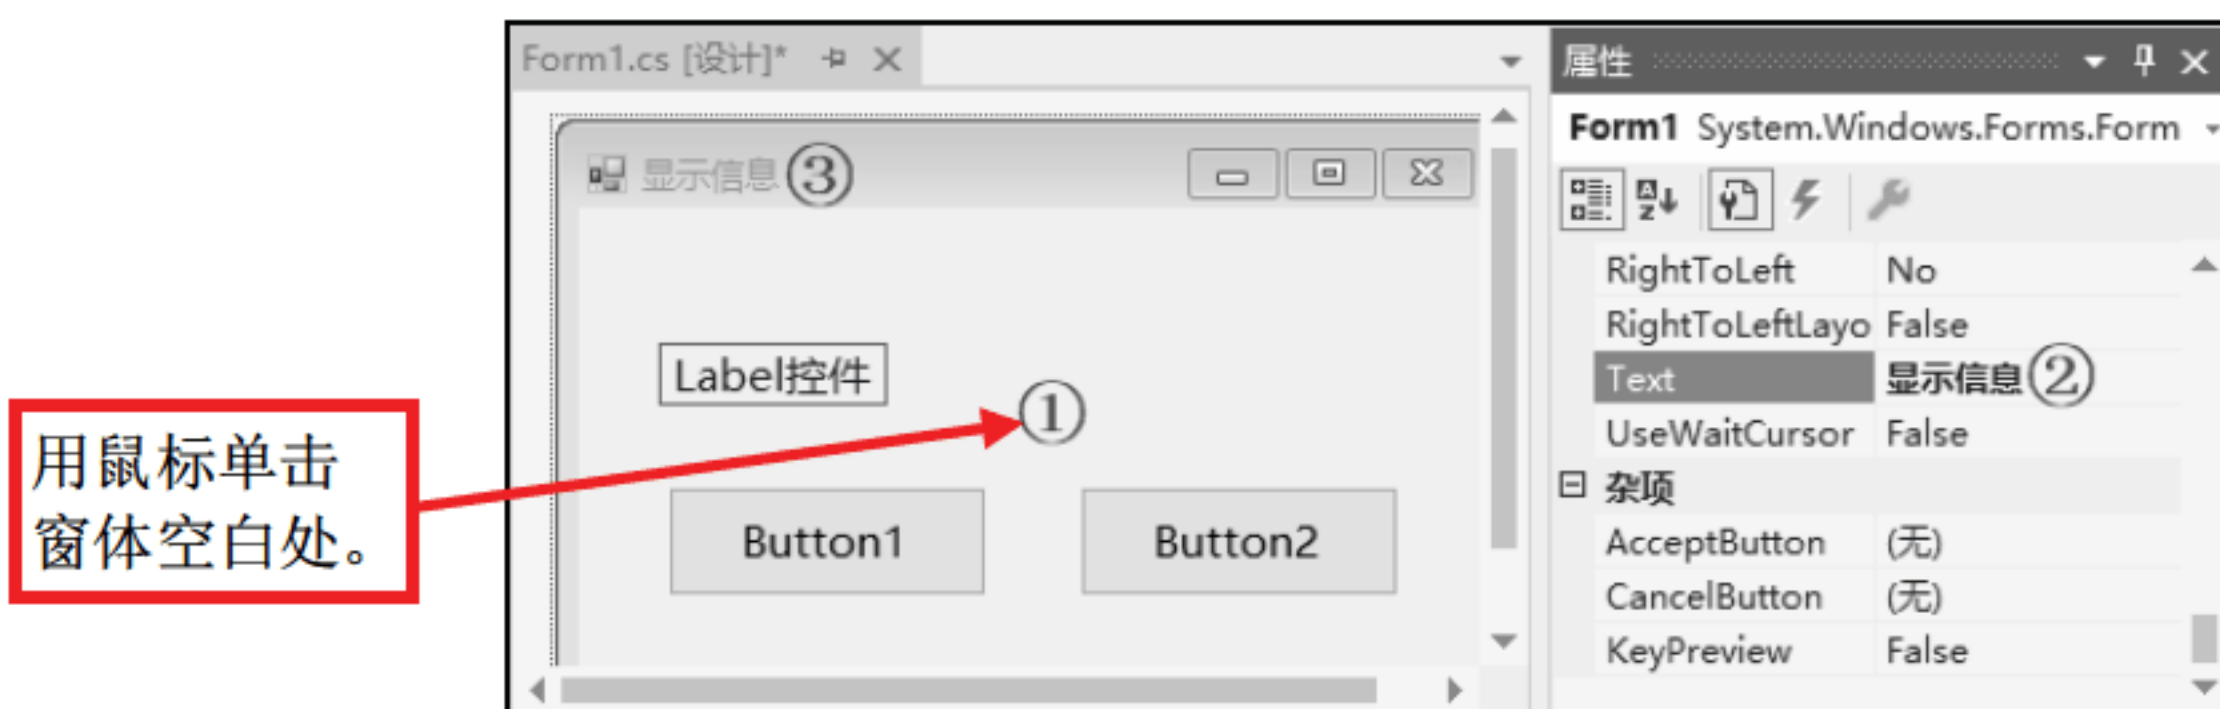 Form1.cs [设计]*
属性
Form1 System.Windows.Forms.Form
显示信息 ③
RightToLeft No
RightToLeftLayo False
Label控件
Text 显示信息 ②
①
UseWaitCursor False
用鼠标单击
窗体空白处。
杂项
Button1 Button2
AcceptButton (无)
CancelButton (无)
KeyPreview False